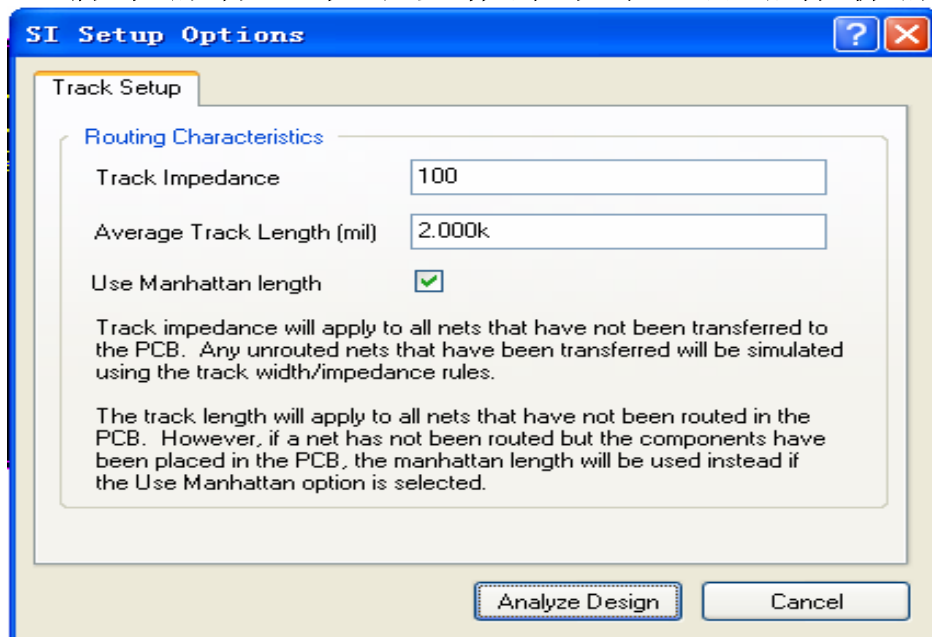 SI Setup Options
Track Setup
Routing Characteristics
Track Impedance
100
Average Track Length (mil)
2.000k
Use Manhattan length
Track impedance will apply to all nets that have not been transferred to
the PCB. Any unrouted nets that have been transferred will be simulated
using the track width/impedance rules.
The track length will apply to all nets that have not been routed in the
PCB. However, if a net has not been routed but the components have
been placed in the PCB, the manhattan length will be used instead if
the Use Manhattan option is selected.
Analyze Design
Cancel